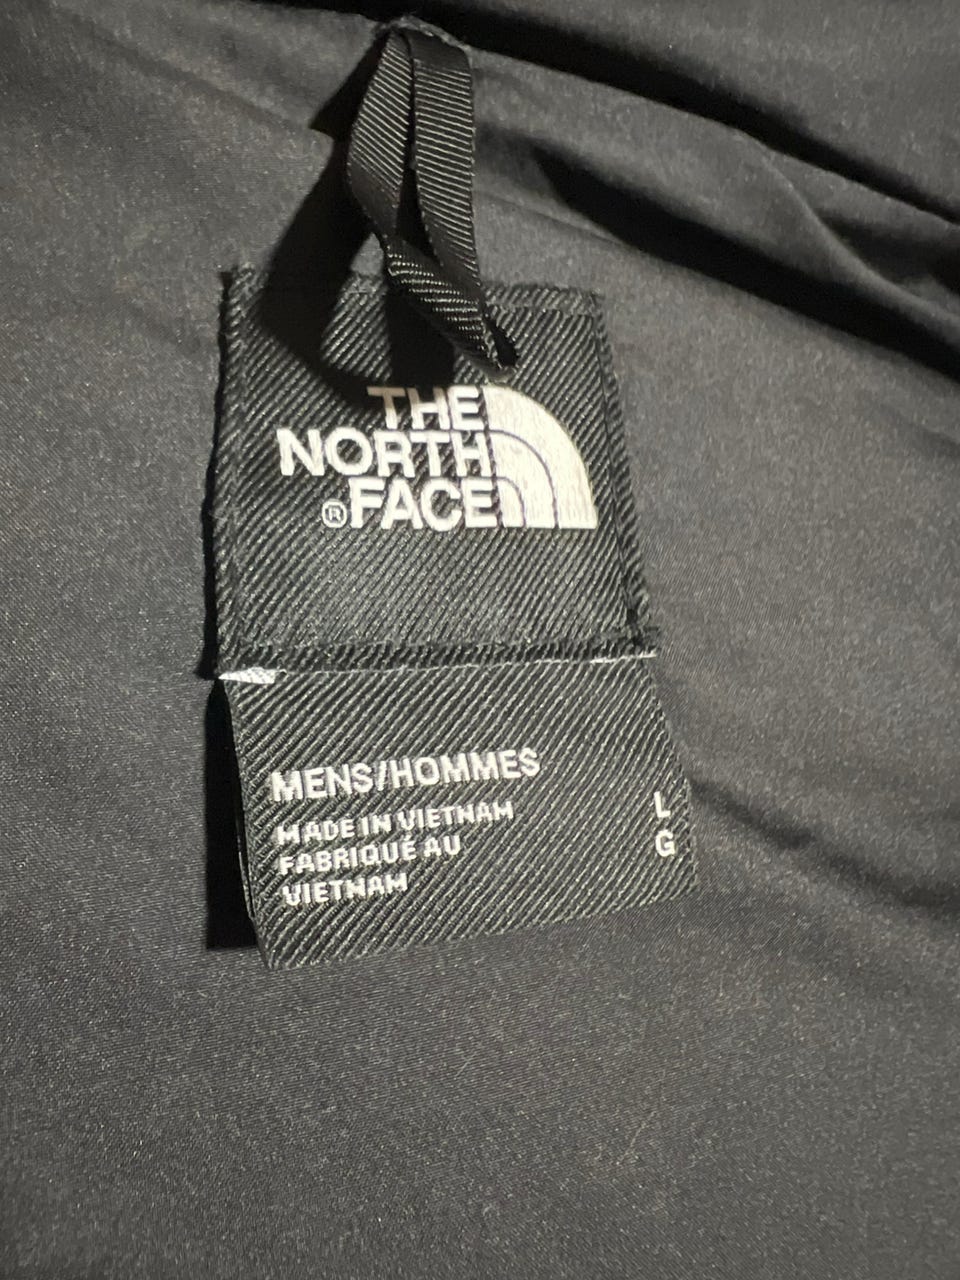 THE
NORTH
®FACE
MENS/HOMMES
MADE IN VIETNAM
FABRIQUÉ AU
VIETNAM
L
G